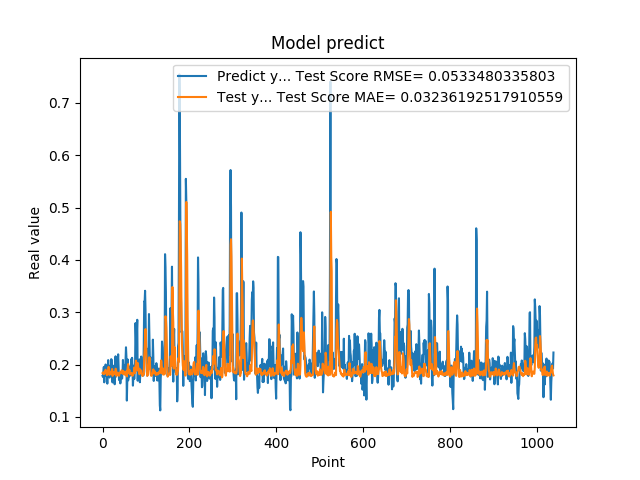 Model predict
Predict y... Test Score RMSE= 0.0533480335803
Test y... Test Score MAE= 0.03236192517910559
Real value
0.7
0.6
0.5
0.4
0.3
0.2
0.1
0
200
400
600
800
1000
Point